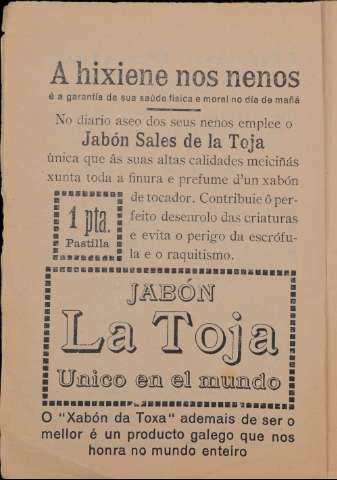 A hixiene nos nenos
é a garantía de sua saúde física e moral no día de mañá
No diario aseo dos seus nenos emplee o
Jabón Sales de la Toja
única que ás suas altas calidades meiciñás
xunta toda a finura e prefume d'un xabón
de tocador. Contribuie ô per-
feito desenrolo das criaturas
e evita o perigo da escrófu-
la e o raquitismo.
1 pta.
Pastilla
JABÓN
La Toja
Unico en el mundo
O "Xabón da Toxa" ademais de ser o
mellor é un producto galego que nos
honra no mundo enteiro